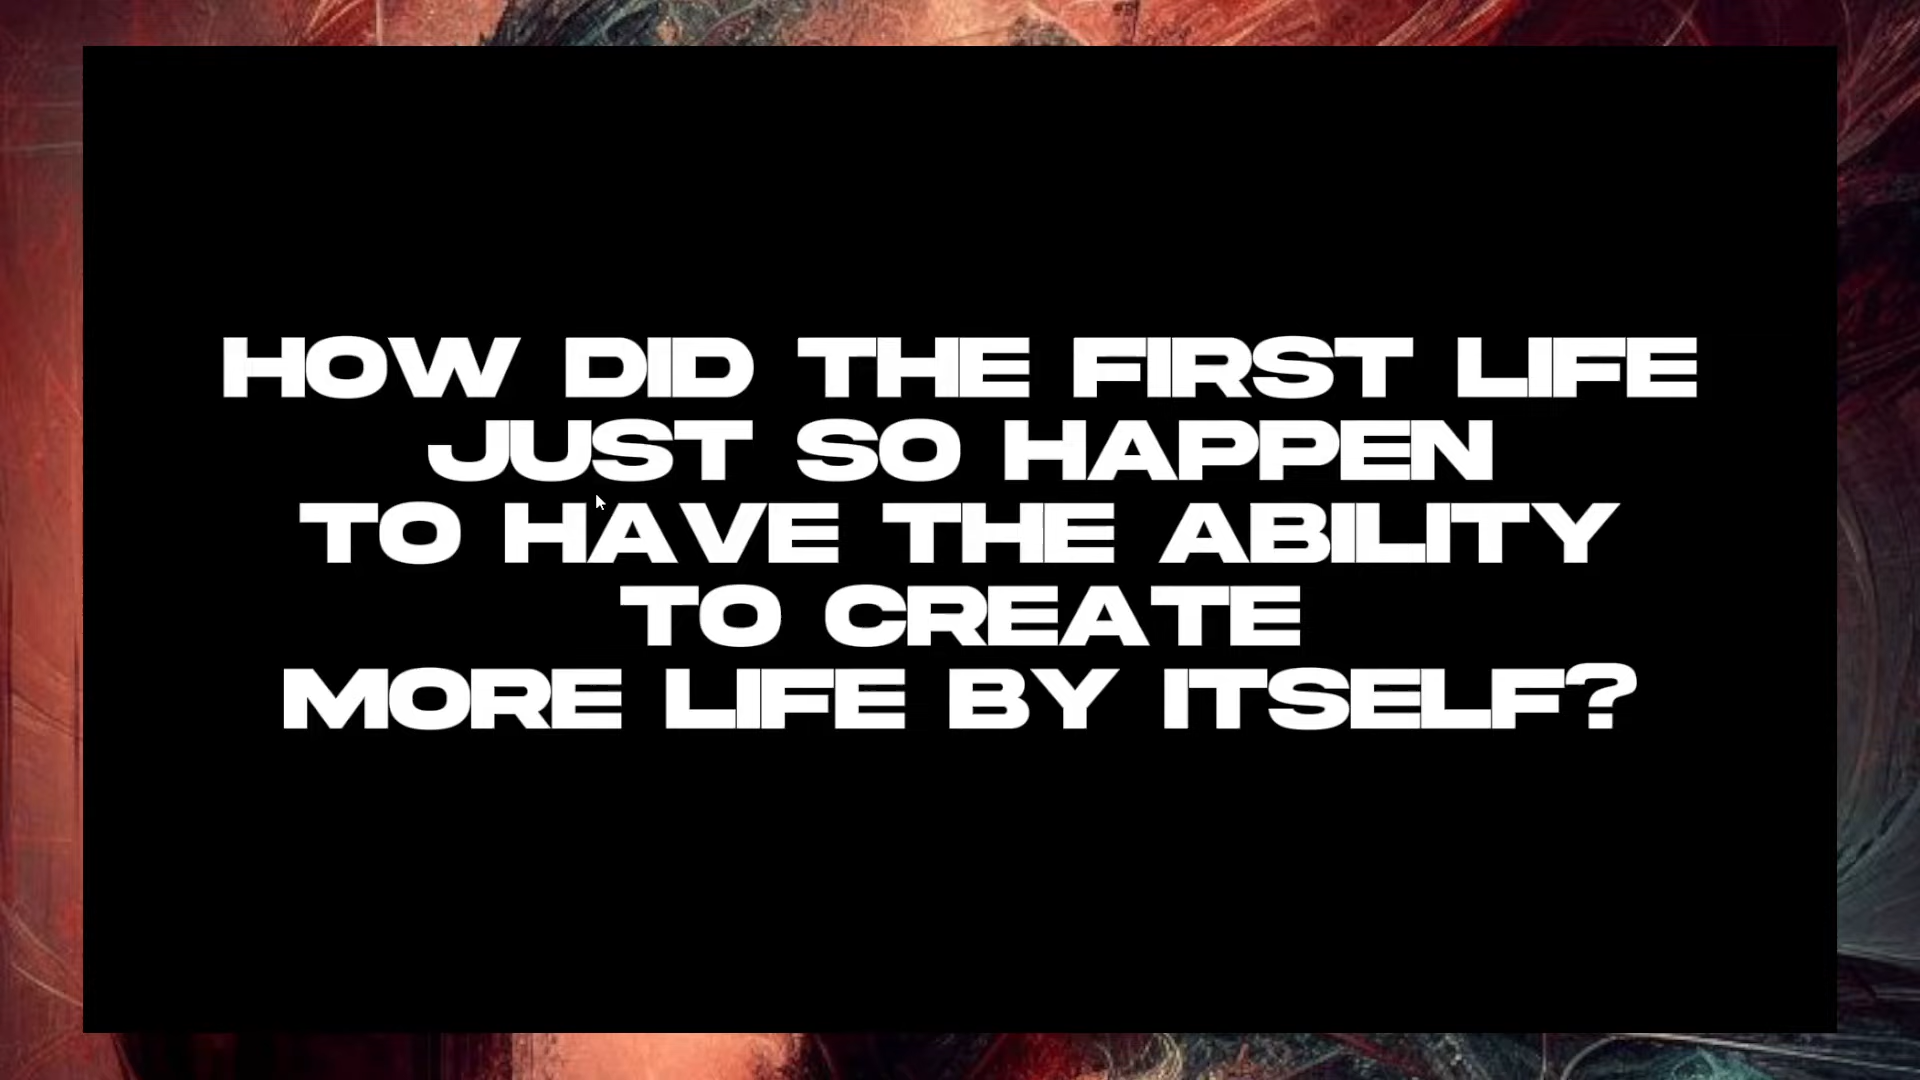 HOW DID THE FIRST LIFE
JUST SO HAPPEN
TO HAVE THE ABILITY
TO CREATE
MORE LIFE BY ITSELF?